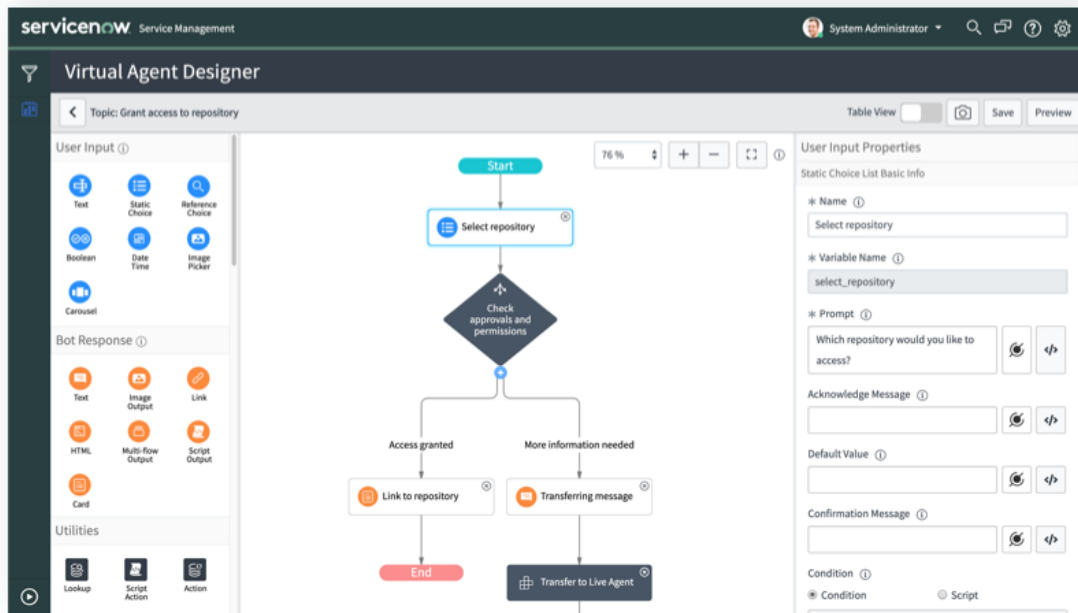 servicenow Service Management
System Administrator
Virtual Agent Designer
Topic: Grant access to repository
Table View
Save
Preview
User Input
Text
Static
Choice
Reference
Choice
Boolean
Date
Time
Image
Picker
Carousel
Bot Response
Text
Image
Output
Link
HTML
Multi-flow
Output
Script
Output
Card
Utilities
Lookup
Script
Action
Action
76 %
Start
Select repository
Check
approvals and
permissions
Access granted
More information needed
Link to repository
Transferring message
End
Transfer to Live Agent
User Input Properties
Static Choice List Basic Info
* Name
Select repository
* Variable Name
select_repository
* Prompt
Which repository would you like to
access?
Acknowledge Message
Default Value
Confirmation Message
Condition
Condition
Script